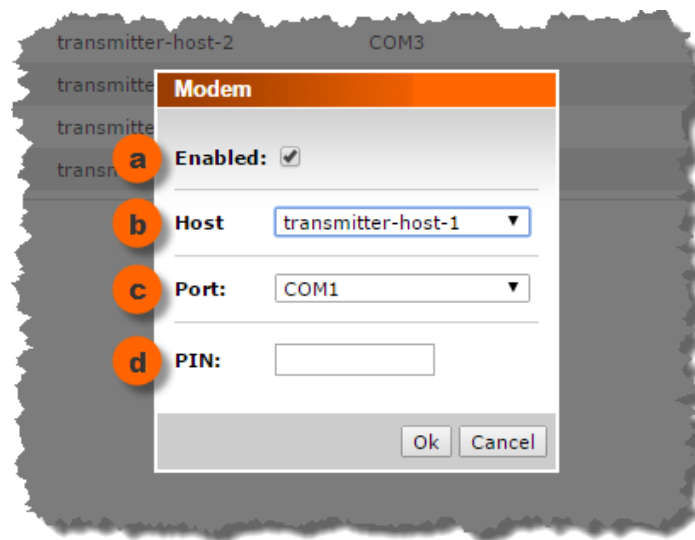 transmitter-host-2 COM3
transmitte
transmitte
transm
Modem
a Enabled:
b Host transmitter-host-1
c Port: COM1
d PIN:
Ok Cancel